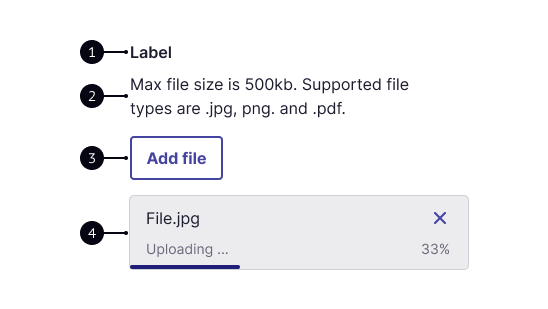 1 Label
2 Max file size is 500kb. Supported file
types are .jpg, png. and .pdf.
3 Add file
4 File.jpg
Uploading ... 33%